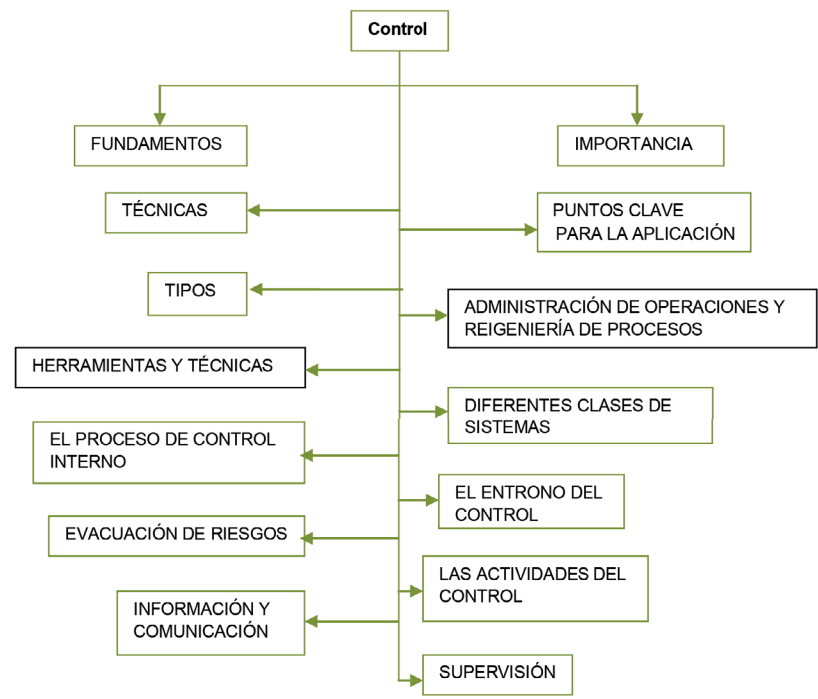 Control
FUNDAMENTOS
IMPORTANCIA
TÉCNICAS
PUNTOS CLAVE
PARA LA APLICACIÓN
TIPOS
ADMINISTRACIÓN DE OPERACIONES Y
REIGENIERÍA DE PROCESOS
HERRAMIENTAS Y TÉCNICAS
DIFERENTES CLASES DE
SISTEMAS
EL PROCESO DE CONTROL
INTERNO
EL ENTRONO DEL
CONTROL
EVACUACIÓN DE RIESGOS
LAS ACTIVIDADES DEL
CONTROL
INFORMACIÓN Y
COMUNICACIÓN
SUPERVISIÓN